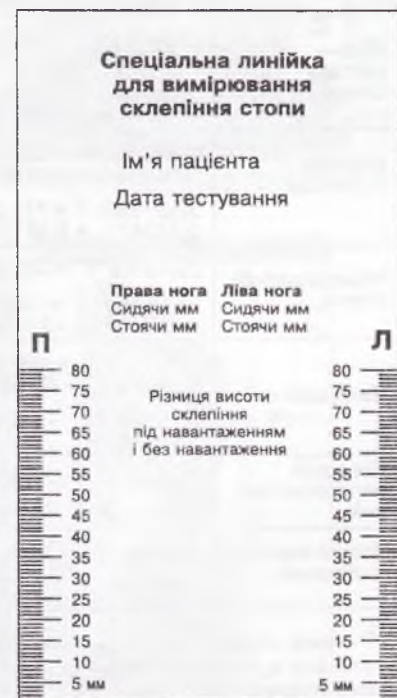 Спеціальна линійка
для вимірювання
склепіння стопи
Ім'я пацієнта
Дата тестування
Права нога Ліва нога
Сидячи мм Сидячи мм
Стоячи мм Стоячи мм
П Л
80 80
75 75
Різниця висоти
70 70
склепіння
65 65
під навантаженням
60 60
і без навантаження
55 55
50 50
45 45
40 40
35 35
30 30
25 25
20 20
15 15
10 10
5 мм 5 мм